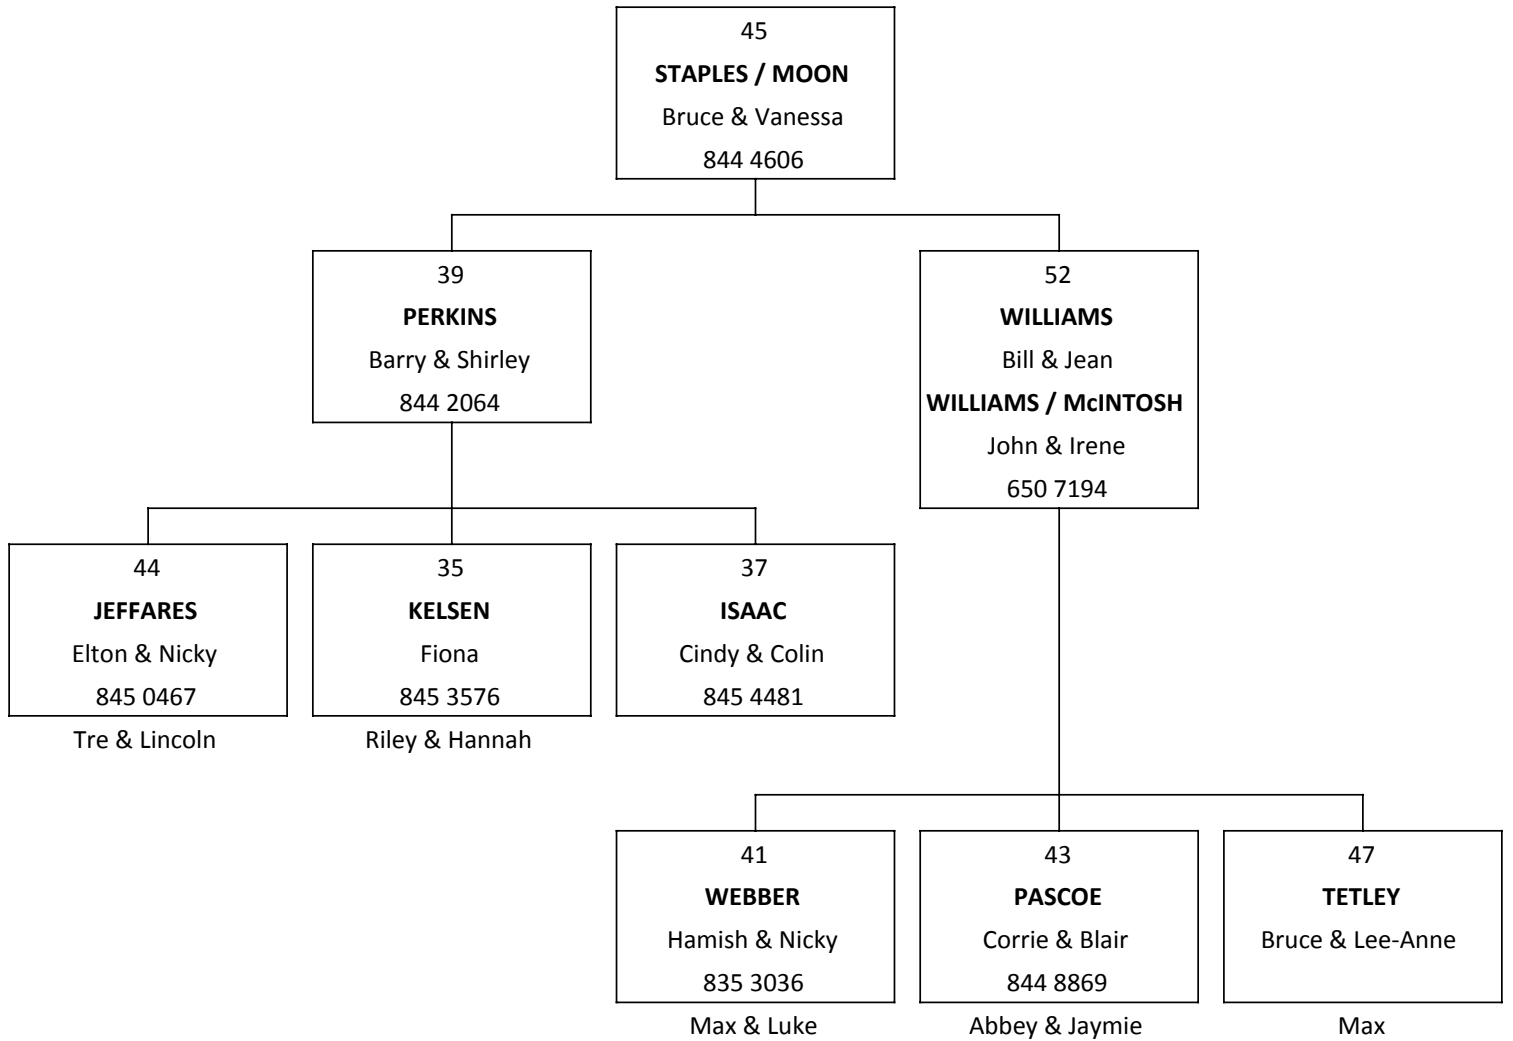 45
STAPLES / MOON
Bruce & Vanessa
844 4606
39
PERKINS
Barry & Shirley
844 2064
52
WILLIAMS
Bill & Jean
WILLIAMS / McINTOSH
John & Irene
650 7194
44
JEFFARES
Elton & Nicky
845 0467
Tre & Lincoln
35
KELSEN
Fiona
845 3576
Riley & Hannah
37
ISAAC
Cindy & Colin
845 4481
41
WEBBER
Hamish & Nicky
835 3036
Max & Luke
43
PASCOE
Corrie & Blair
844 8869
Abbey & Jaymie
47
TETLEY
Bruce & Lee-Anne
Max